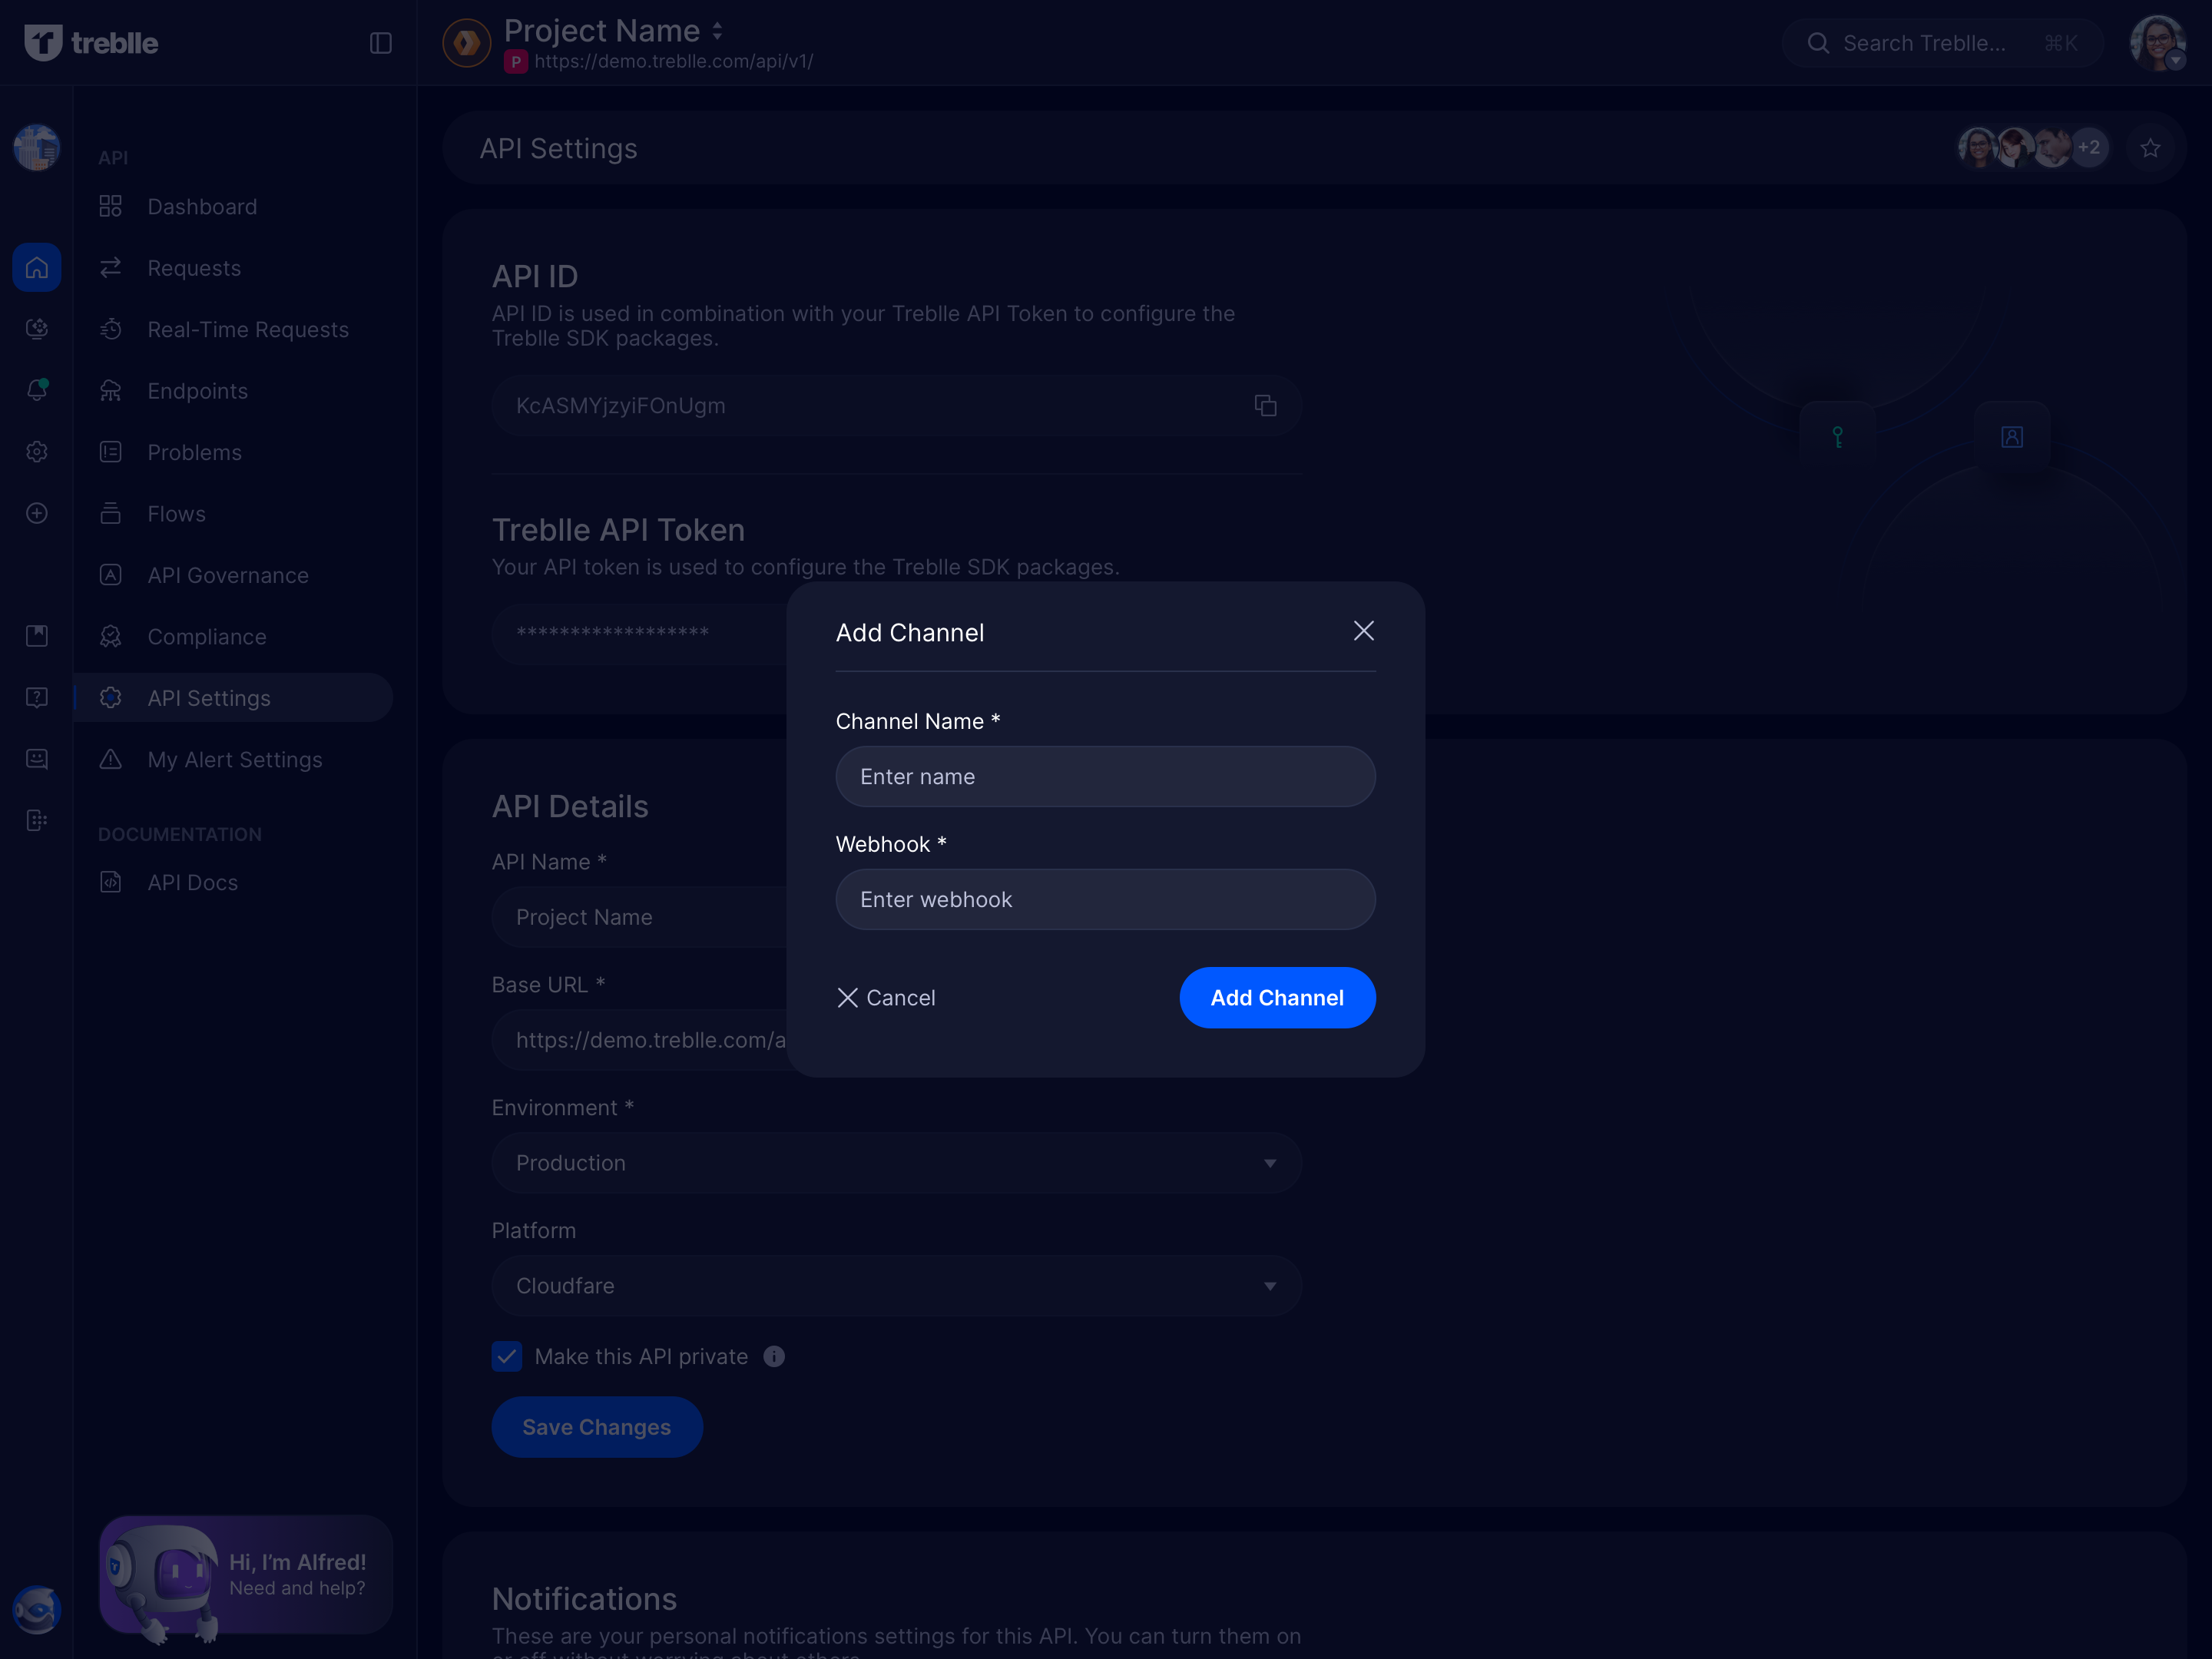 treblle
Project Name
P https://demo.treblle.com/api/v1/
Search Treblle... ⌘K
API
Dashboard
Requests
Real-Time Requests
Endpoints
Problems
Flows
API Governance
Compliance
API Settings
My Alert Settings
DOCUMENTATION
API Docs
Hi, I’m Alfred!
Need and help?
API Settings
+2
API ID
API ID is used in combination with your Treblle API Token to configure the
Treblle SDK packages.
KcASMYjzyiFOnUgm
Treblle API Token
Your API token is used to configure the Treblle SDK packages.
******************
API Details
API Name *
Project Name
Base URL *
https://demo.treblle.com/a
Environment *
Production
Platform
Cloudfare
Make this API private
Save Changes
Notifications
These are your personal notifications settings for this API. You can turn them on
or off without worrying about others.
Add Channel
Channel Name *
Enter name
Webhook *
Enter webhook
Cancel
Add Channel